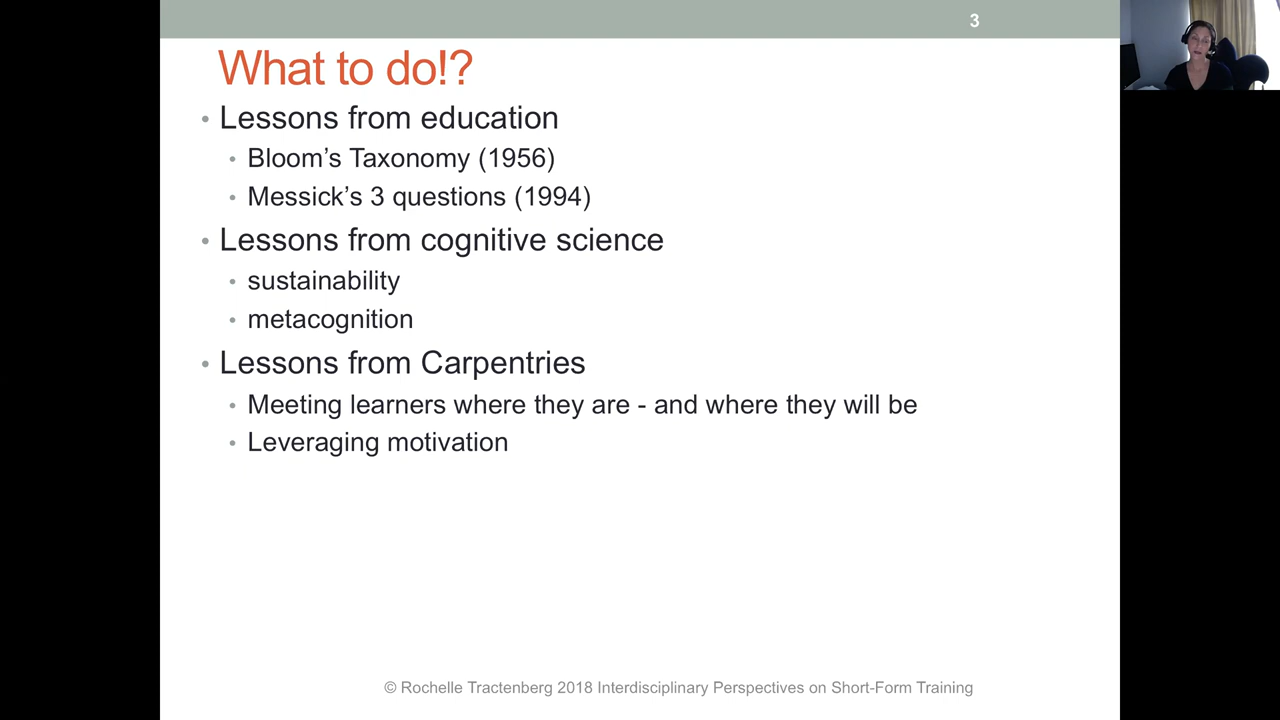 3
What to do!?
• Lessons from education
• Bloom’s Taxonomy (1956)
• Messick’s 3 questions (1994)
• Lessons from cognitive science
• sustainability
• metacognition
• Lessons from Carpentries
• Meeting learners where they are - and where they will be
• Leveraging motivation
© Rochelle Tractenberg 2018 Interdisciplinary Perspectives on Short-Form Training